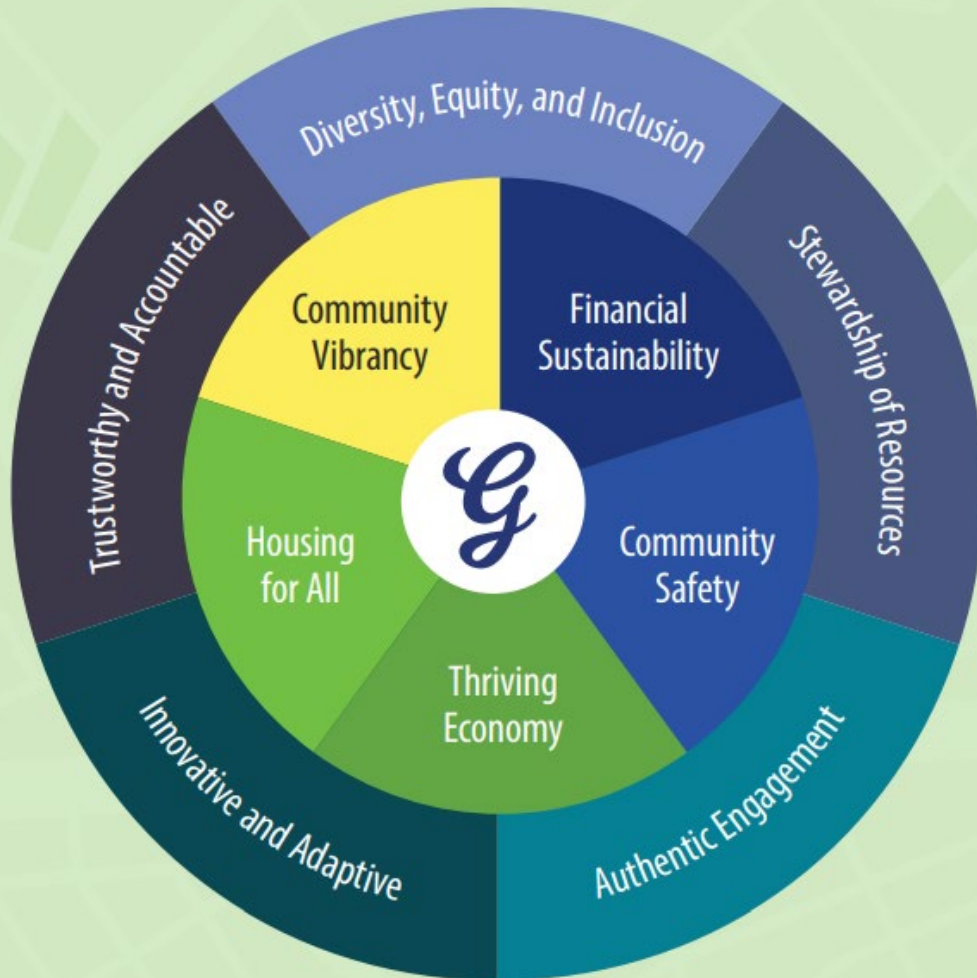 Diversity, Equity, and Inclusion
Stewardship of Resources
Authentic Engagement
Innovative and Adaptive
Trustworthy and Accountable
Community
Vibrancy
Financial
Sustainability
Community
Safety
Thriving
Economy
Housing
for All
G